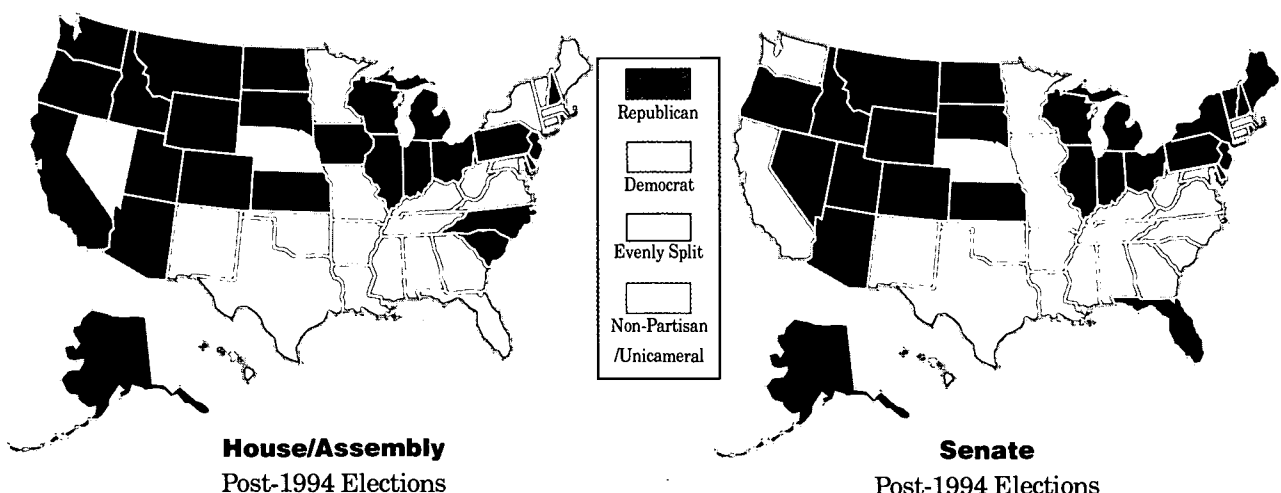 Republican
Democrat
Evenly Split
Non-Partisan
/Unicameral
House/Assembly
Post-1994 Elections
Senate
Post-1994 Elections